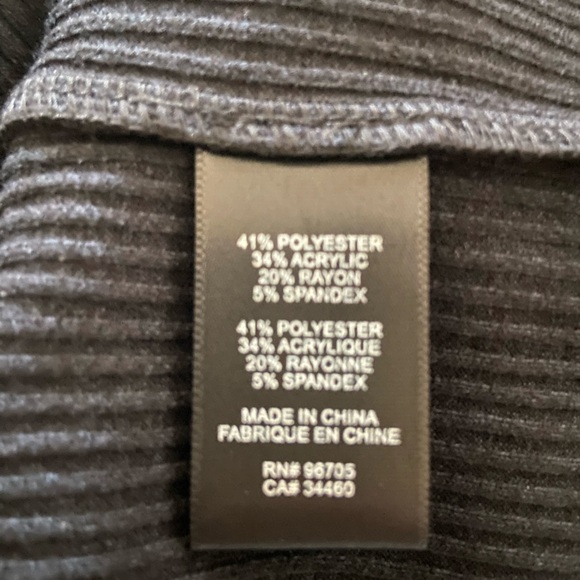 41% POLYESTER
34% ACRYLIC
20% RAYON
5% SPANDEX
41% POLYESTER
34% ACRYLIQUE
20% RAYONNE
5% SPANDEX
MADE IN CHINA
FABRIQUE EN CHINE
RN# 96705
CA# 34460